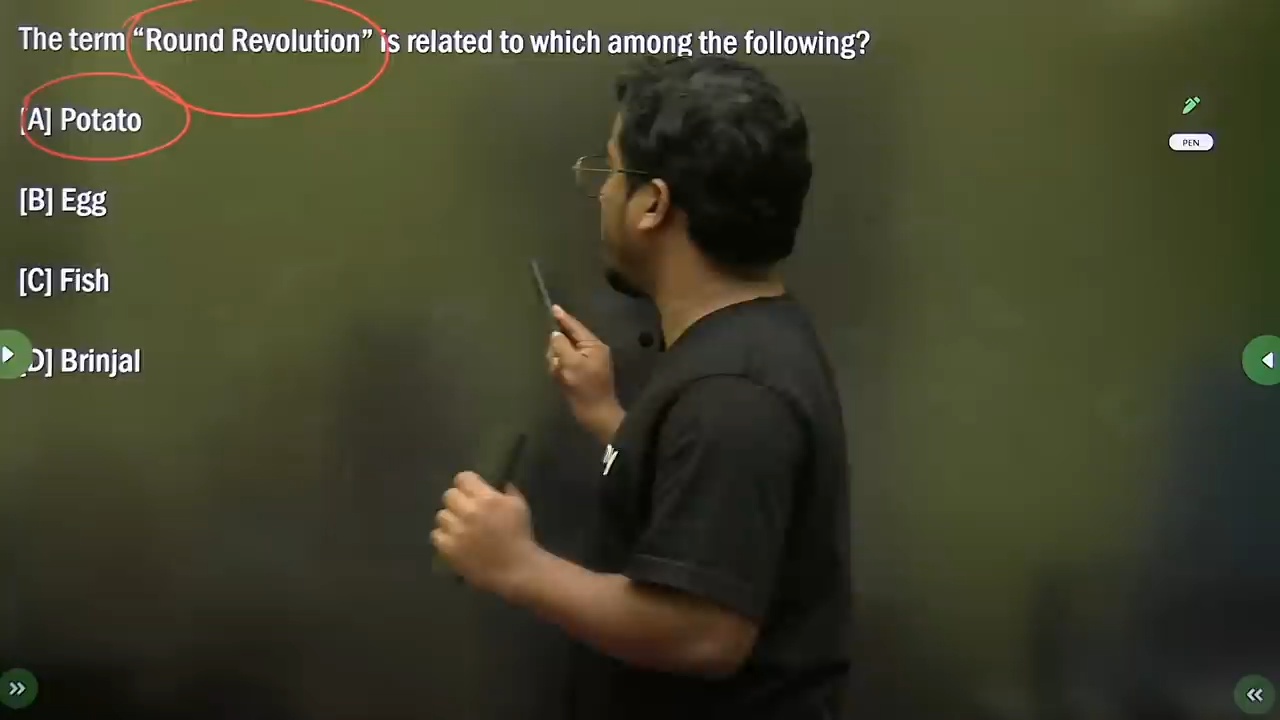 The term “Round Revolution” is related to which among the following?
[A] Potato
[B] Egg
[C] Fish
[D] Brinjal
PEN